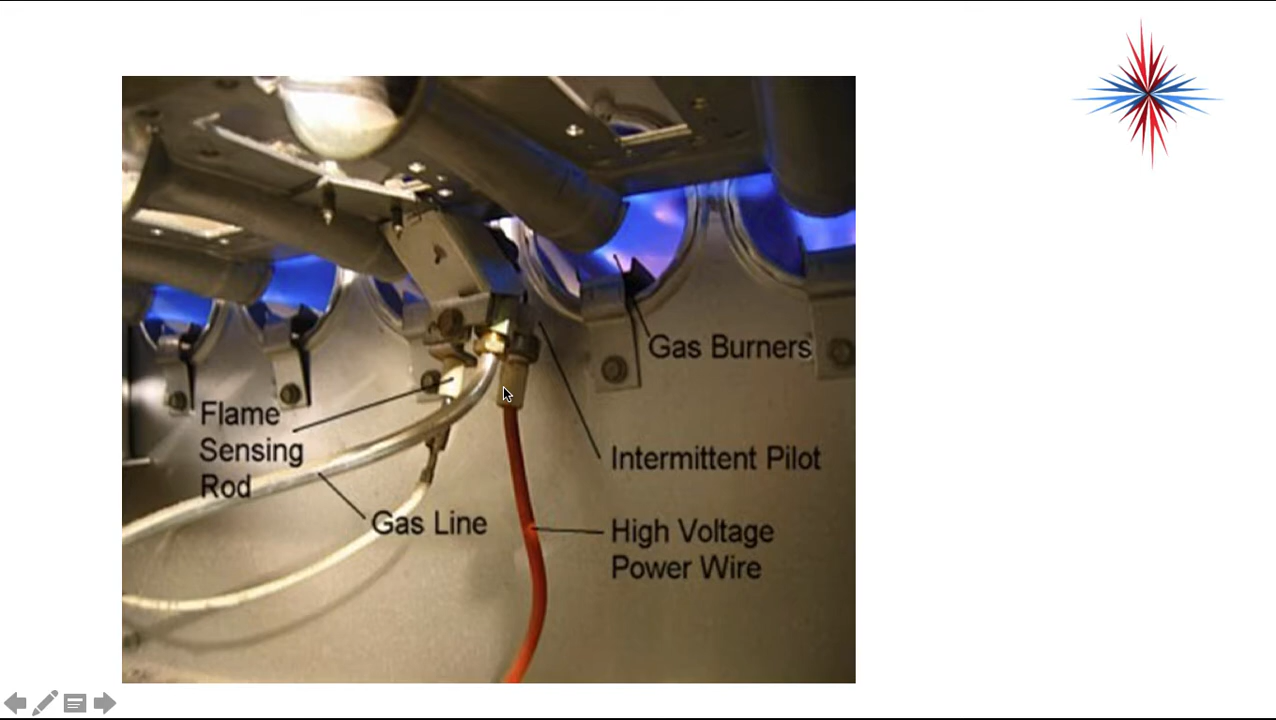 Gas Burners
Flame
Sensing
Rod
Intermittent Pilot
Gas Line
High Voltage
Power Wire